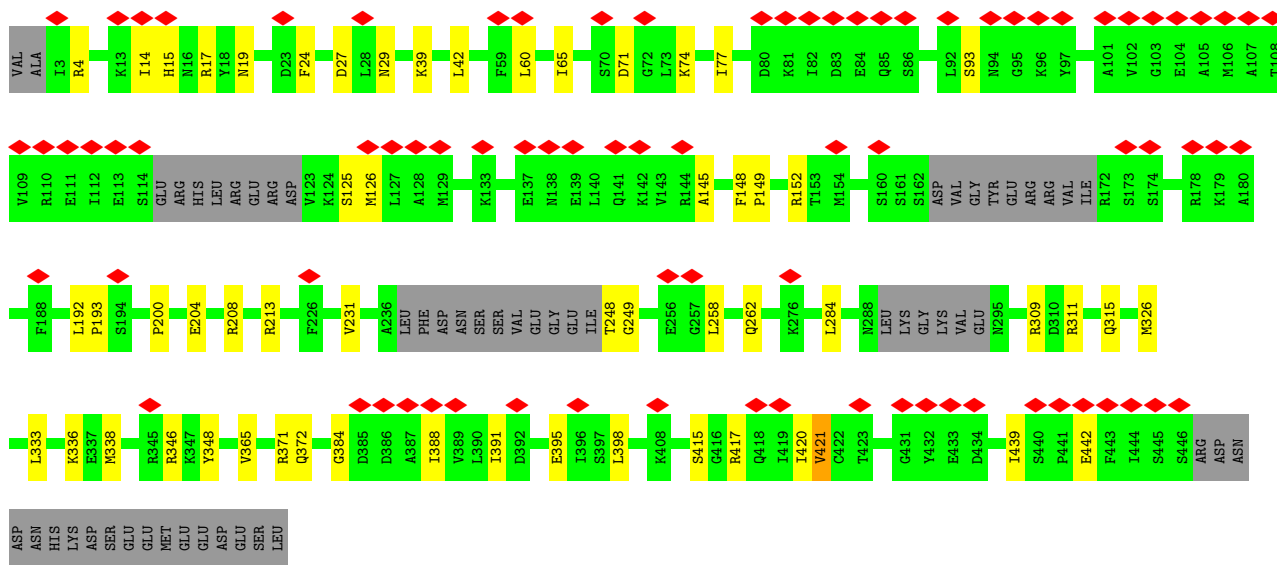 VAL ALA I3 R4 K13 I14 H15 N16 R17 Y18 N19 D23 F24 D27 L28 N29 K39 L42 F59 L60 I65 S70 D71 G72 L73 K74 I77 D80 K81 I82 D83 E84 Q85 S86 L92 S93 N94 G95 K96 Y97 A101 V102 G103 E104 A105 M106 A107 T108
V109 R110 E111 I112 E113 S114 GLU ARG HIS LEU ARG GLU ARG ASP V123 K124 S125 M126 L127 A128 M129 K133 E137 N138 E139 L140 Q141 K142 V143 R144 A145 F148 P149 R152 T153 M154 S160 S161 S162 ASP VAL GLY TYR GLU ARG ARG VAL ILE R172 S173 S174 R178 K179 A180
F188 L192 P193 S194 P200 E204 R208 R213 F226 V231 A236 LEU PHE ASP ASN SER SER VAL GLU GLY GLU ILE T248 G249 E256 G257 L258 Q262 K276 L284 N288 LEU LYS GLY LYS VAL GLU N295 R309 D310 R311 Q315 M326
L333 K336 E337 M338 R345 R346 K347 Y348 V365 R371 Q372 G384 D385 D386 A387 I388 V389 L390 I391 D392 E395 I396 S397 L398 K408 S415 G416 R417 Q418 I419 I420 V421 C422 T423 G431 Y432 E433 D434 I439 S440 P441 E442 F443 I444 S445 S446 ARG ASP ASN
ASP ASN HIS LYS ASP SER GLU GLU MET GLU GLU ASP GLU SER LEU